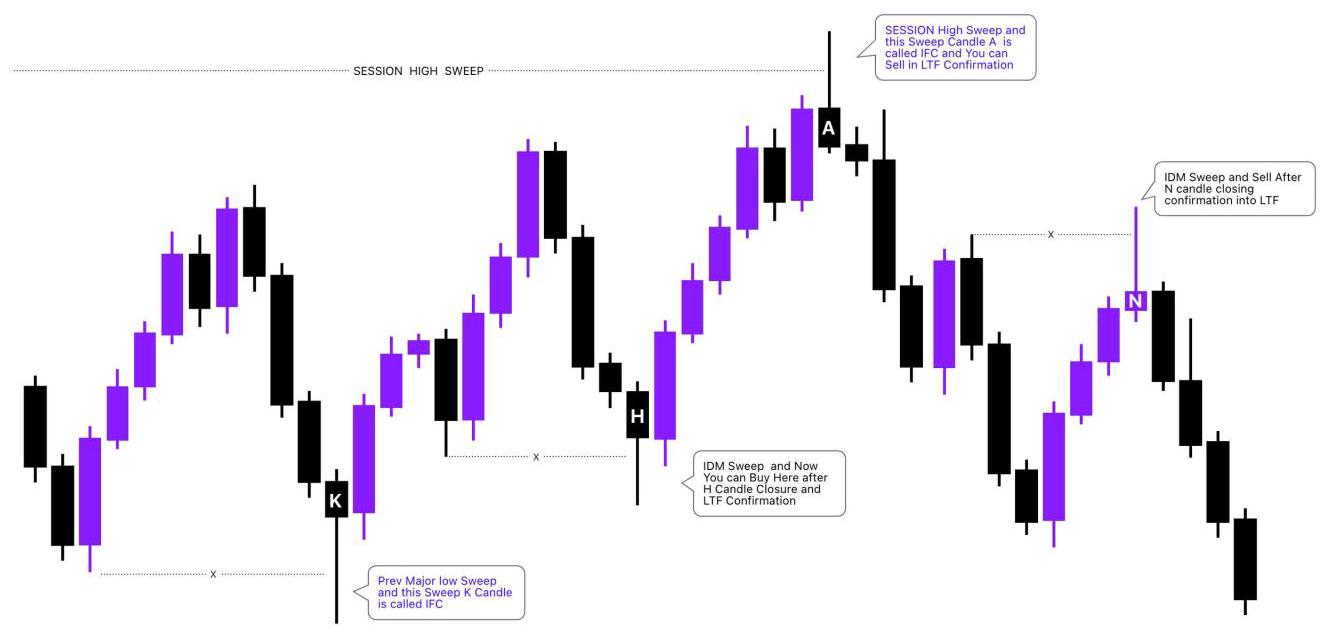 SESSION High Sweep and
this Sweep Candle A is
called IFC and You can
Sell in LTF Confirmation
SESSION HIGH SWEEP
A
IDM Sweep and Sell After
N candle closing
confirmation into LTF
X
N
H
X
IDM Sweep and Now
You can Buy Here after
H Candle Closure and
LTF Confirmation
K
X
Prev Major low Sweep
and this Sweep K Candle
is called IFC